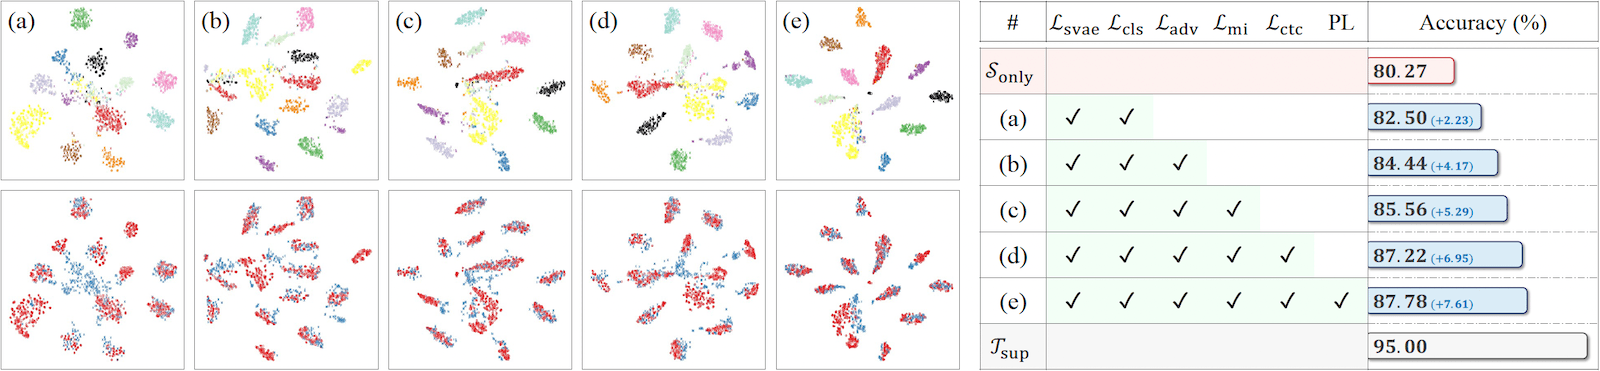 (a) (b) (c) (d) (e)
# ℒsvae ℒcls ℒadv ℒmi ℒctc PL Accuracy (%)
𝒮only 80.27
(a) ✓ ✓ 82.50 (+2.23)
(b) ✓ ✓ ✓ 84.44 (+4.17)
(c) ✓ ✓ ✓ ✓ 85.56 (+5.29)
(d) ✓ ✓ ✓ ✓ ✓ 87.22 (+6.95)
(e) ✓ ✓ ✓ ✓ ✓ ✓ 87.78 (+7.61)
𝒯sup 95.00